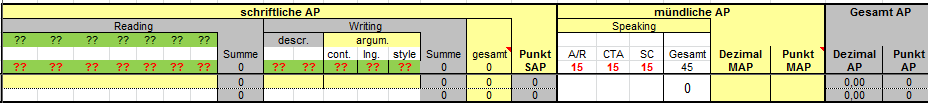 schriftliche AP mündliche AP Gesamt AP
Reading Writing Speaking
?? ?? ?? ?? ?? ?? ?? descr. argum.
Summe cont. lng. style Summe gesamt Punkt A/R CTA SC Gesamt Dezimal Punkt Dezimal Punkt
?? ?? ?? ?? ?? ?? ?? 0 ?? ?? ?? ?? ?? 0 0 SAP 15 15 15 45 MAP MAP AP AP
0 0 0 0 0 0,00 0
0 0 0 0 0,00 0